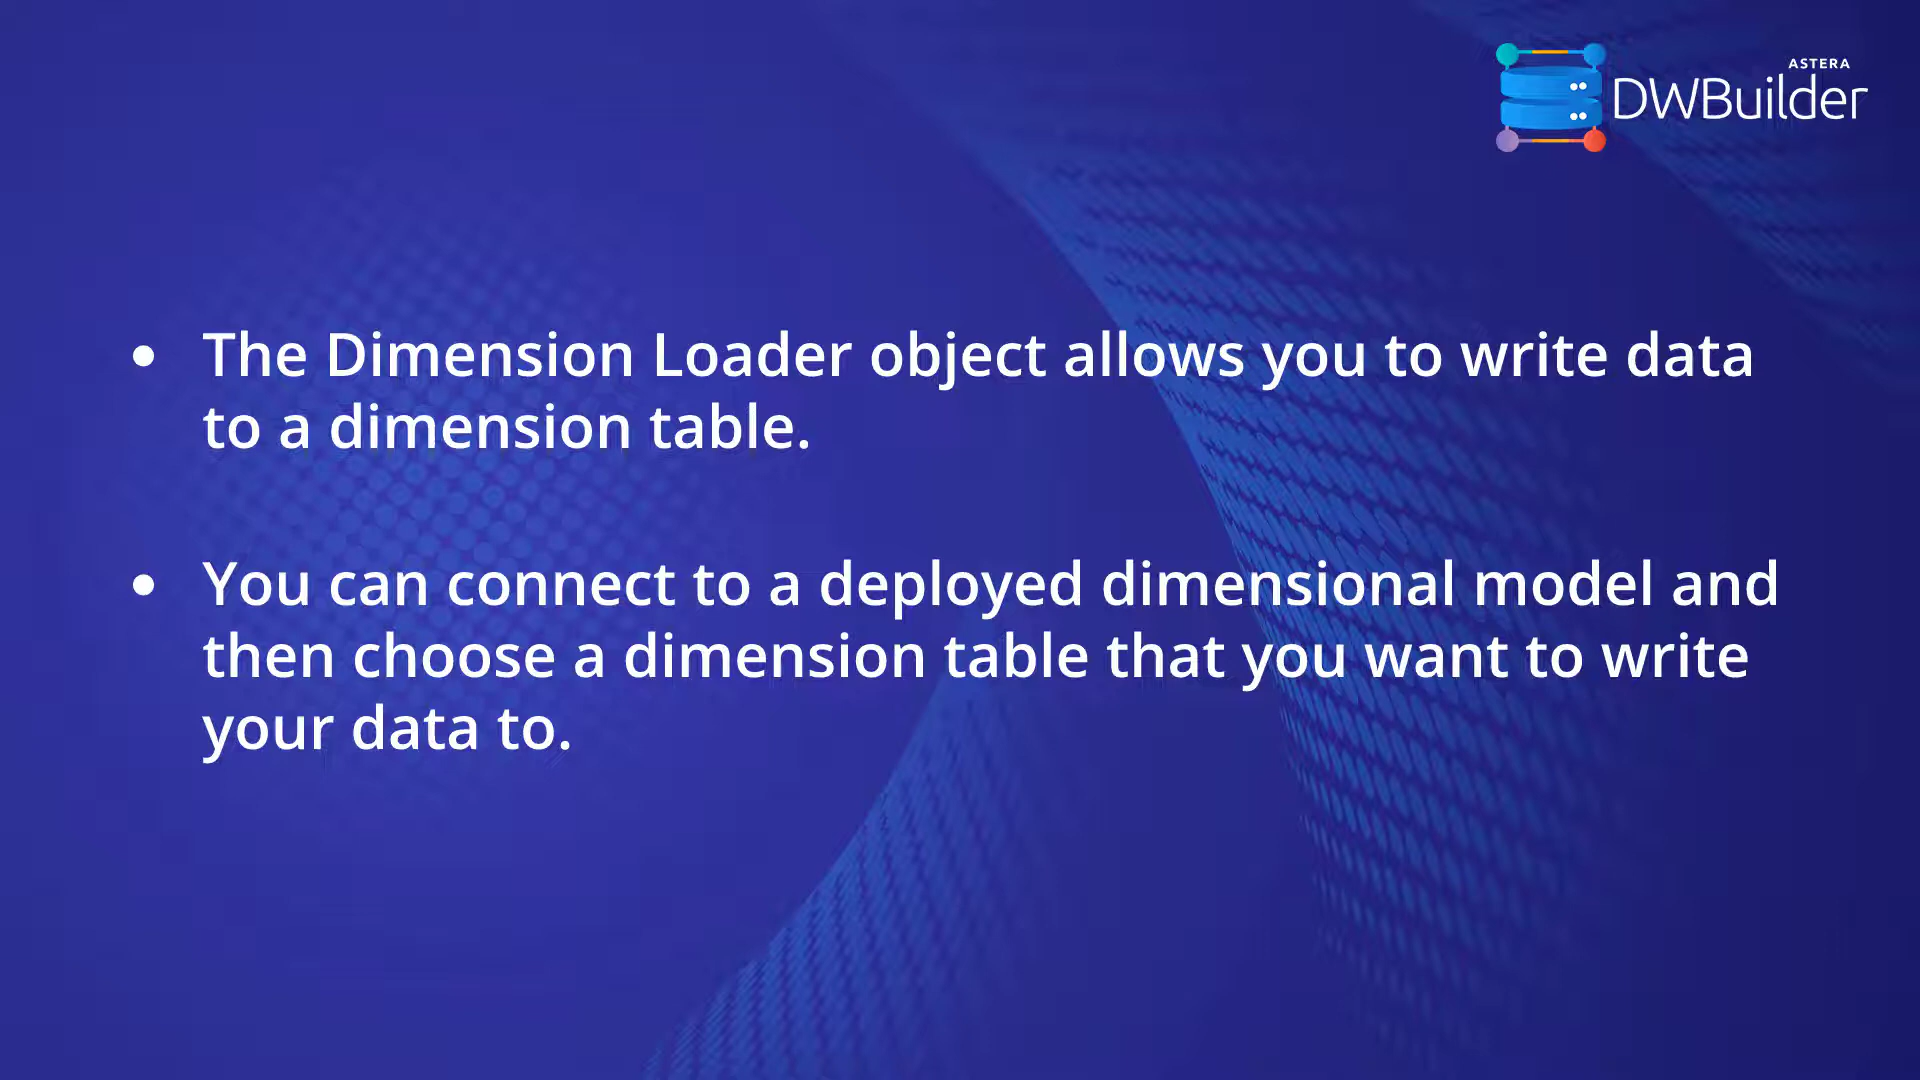 ASTERA
DWBuilder
• The Dimension Loader object allows you to write data
to a dimension table.
• You can connect to a deployed dimensional model and
then choose a dimension table that you want to write
your data to.